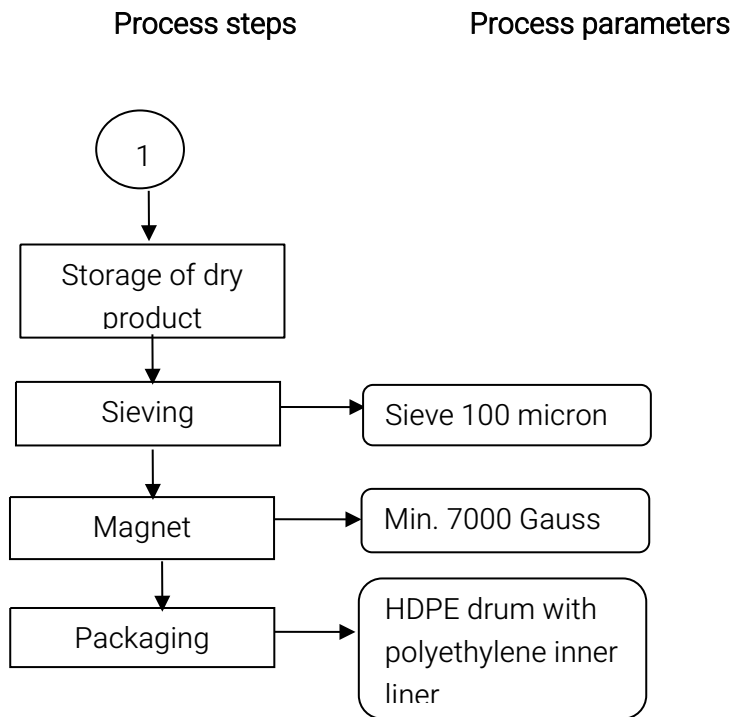 Process steps
Process parameters
1
Storage of dry
product
Sieving
Sieve 100 micron
Magnet
Min. 7000 Gauss
Packaging
HDPE drum with
polyethylene inner
liner